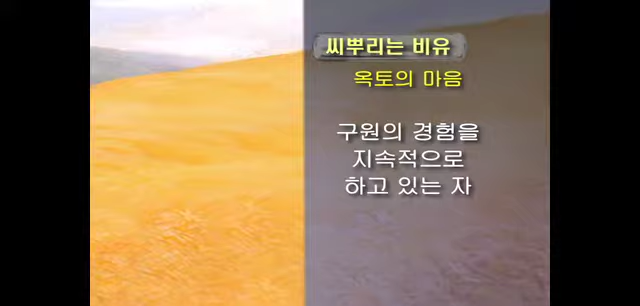 씨뿌리는 비유
옥토의 마음
구원의 경험을
지속적으로
하고 있는 자